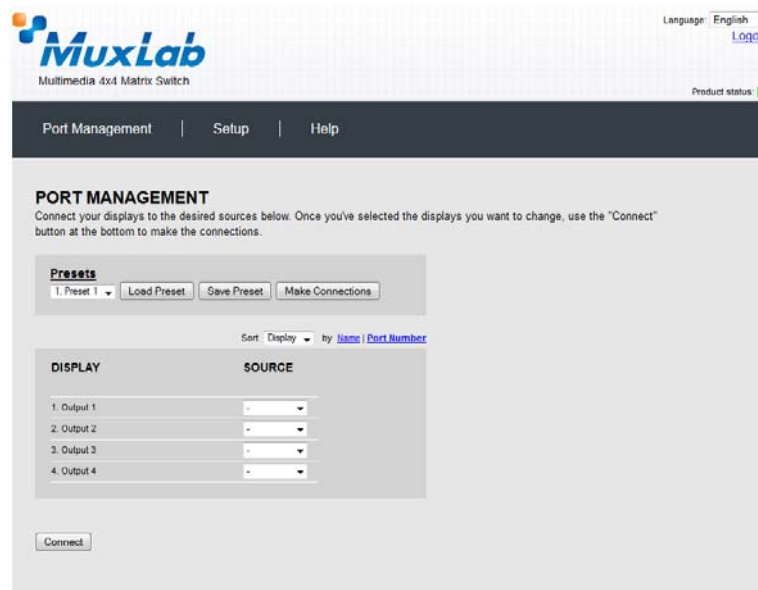 Language: English
MuxLab
Logo
Multimedia 4x4 Matrix Switch
Product status:
Port Management | Setup | Help
PORT MANAGEMENT
Connect your displays to the desired sources below. Once you've selected the displays you want to change, use the "Connect"
button at the bottom to make the connections.
Presets
1. Preset 1 Load Preset Save Preset Make Connections
Sort Display by Name | Port Number
DISPLAY SOURCE
1. Output 1 -
2. Output 2 -
3. Output 3 -
4. Output 4 -
Connect